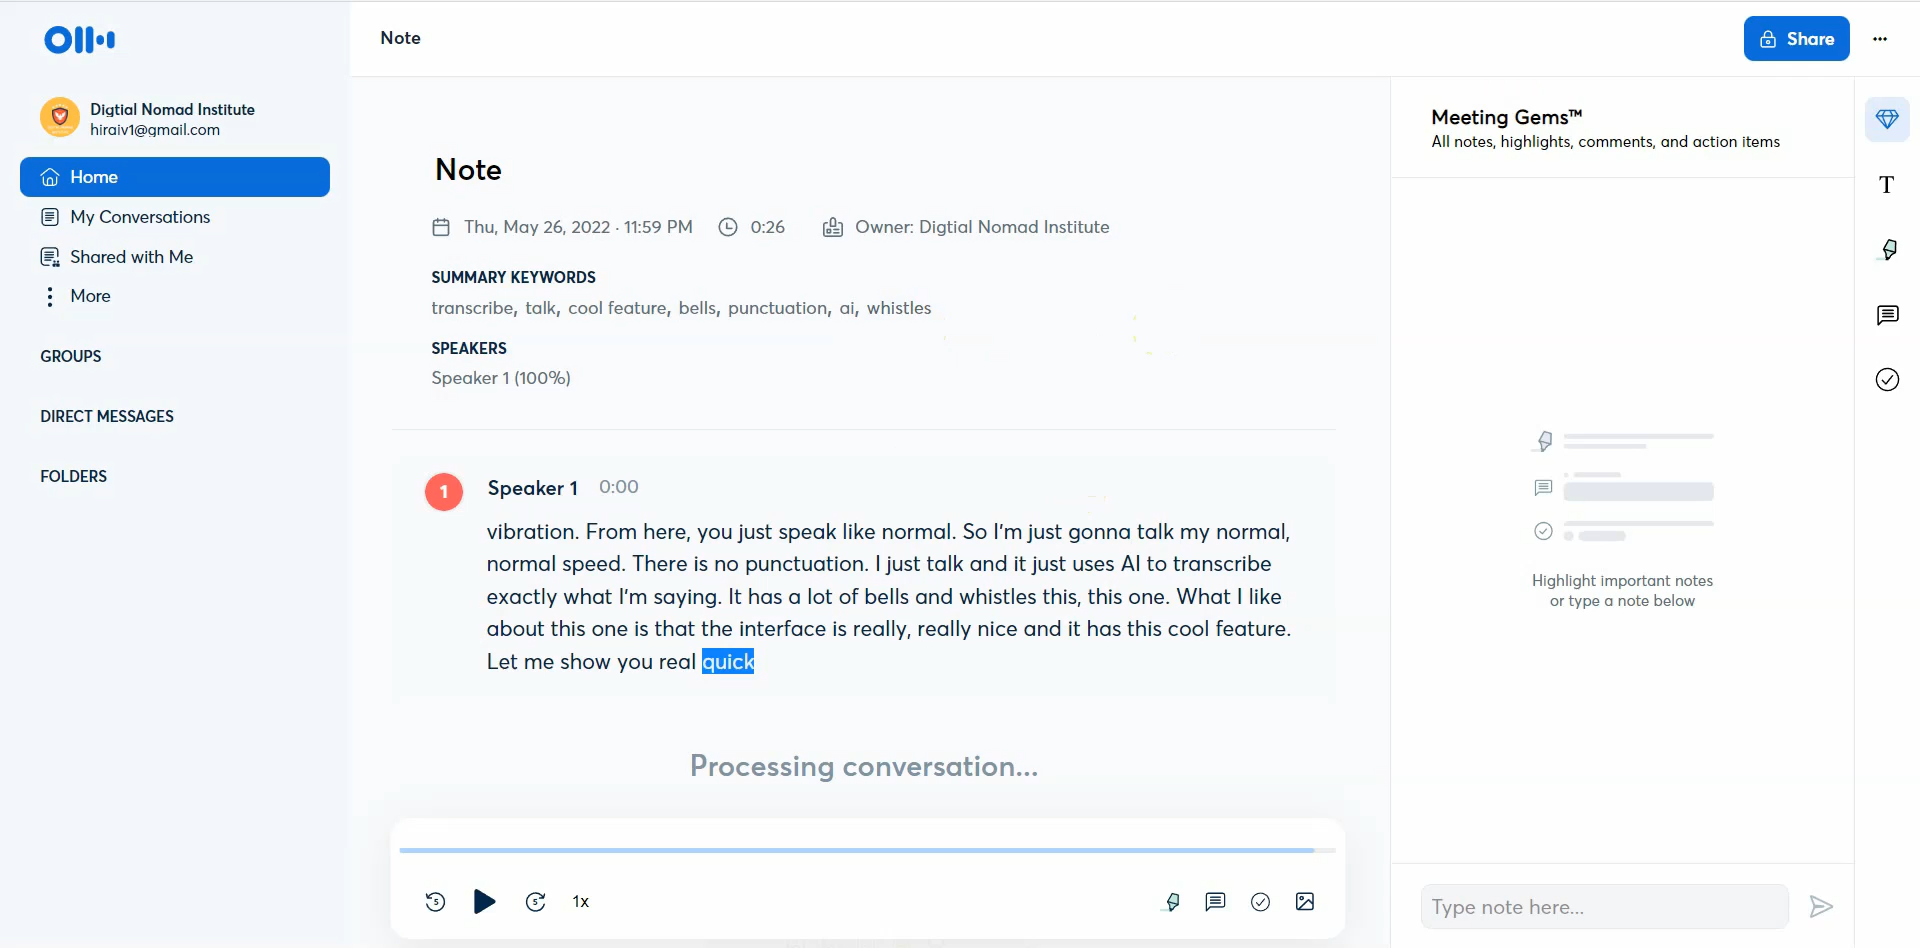 Note
Share
Digtial Nomad Institute
hiraiv1@gmail.com
Home
My Conversations
Shared with Me
More
GROUPS
DIRECT MESSAGES
FOLDERS
Note
Thu, May 26, 2022 · 11:59 PM
0:26
Owner: Digtial Nomad Institute
SUMMARY KEYWORDS
transcribe, talk, cool feature, bells, punctuation, ai, whistles
SPEAKERS
Speaker 1 (100%)
1
Speaker 1 0:00
vibration. From here, you just speak like normal. So I'm just gonna talk my normal,
normal speed. There is no punctuation. I just talk and it just uses AI to transcribe
exactly what I'm saying. It has a lot of bells and whistles this, this one. What I like
about this one is that the interface is really, really nice and it has this cool feature.
Let me show you real quick
Processing conversation...
5
5
1x
Meeting Gems™
All notes, highlights, comments, and action items
T
Highlight important notes
or type a note below
Type note here...